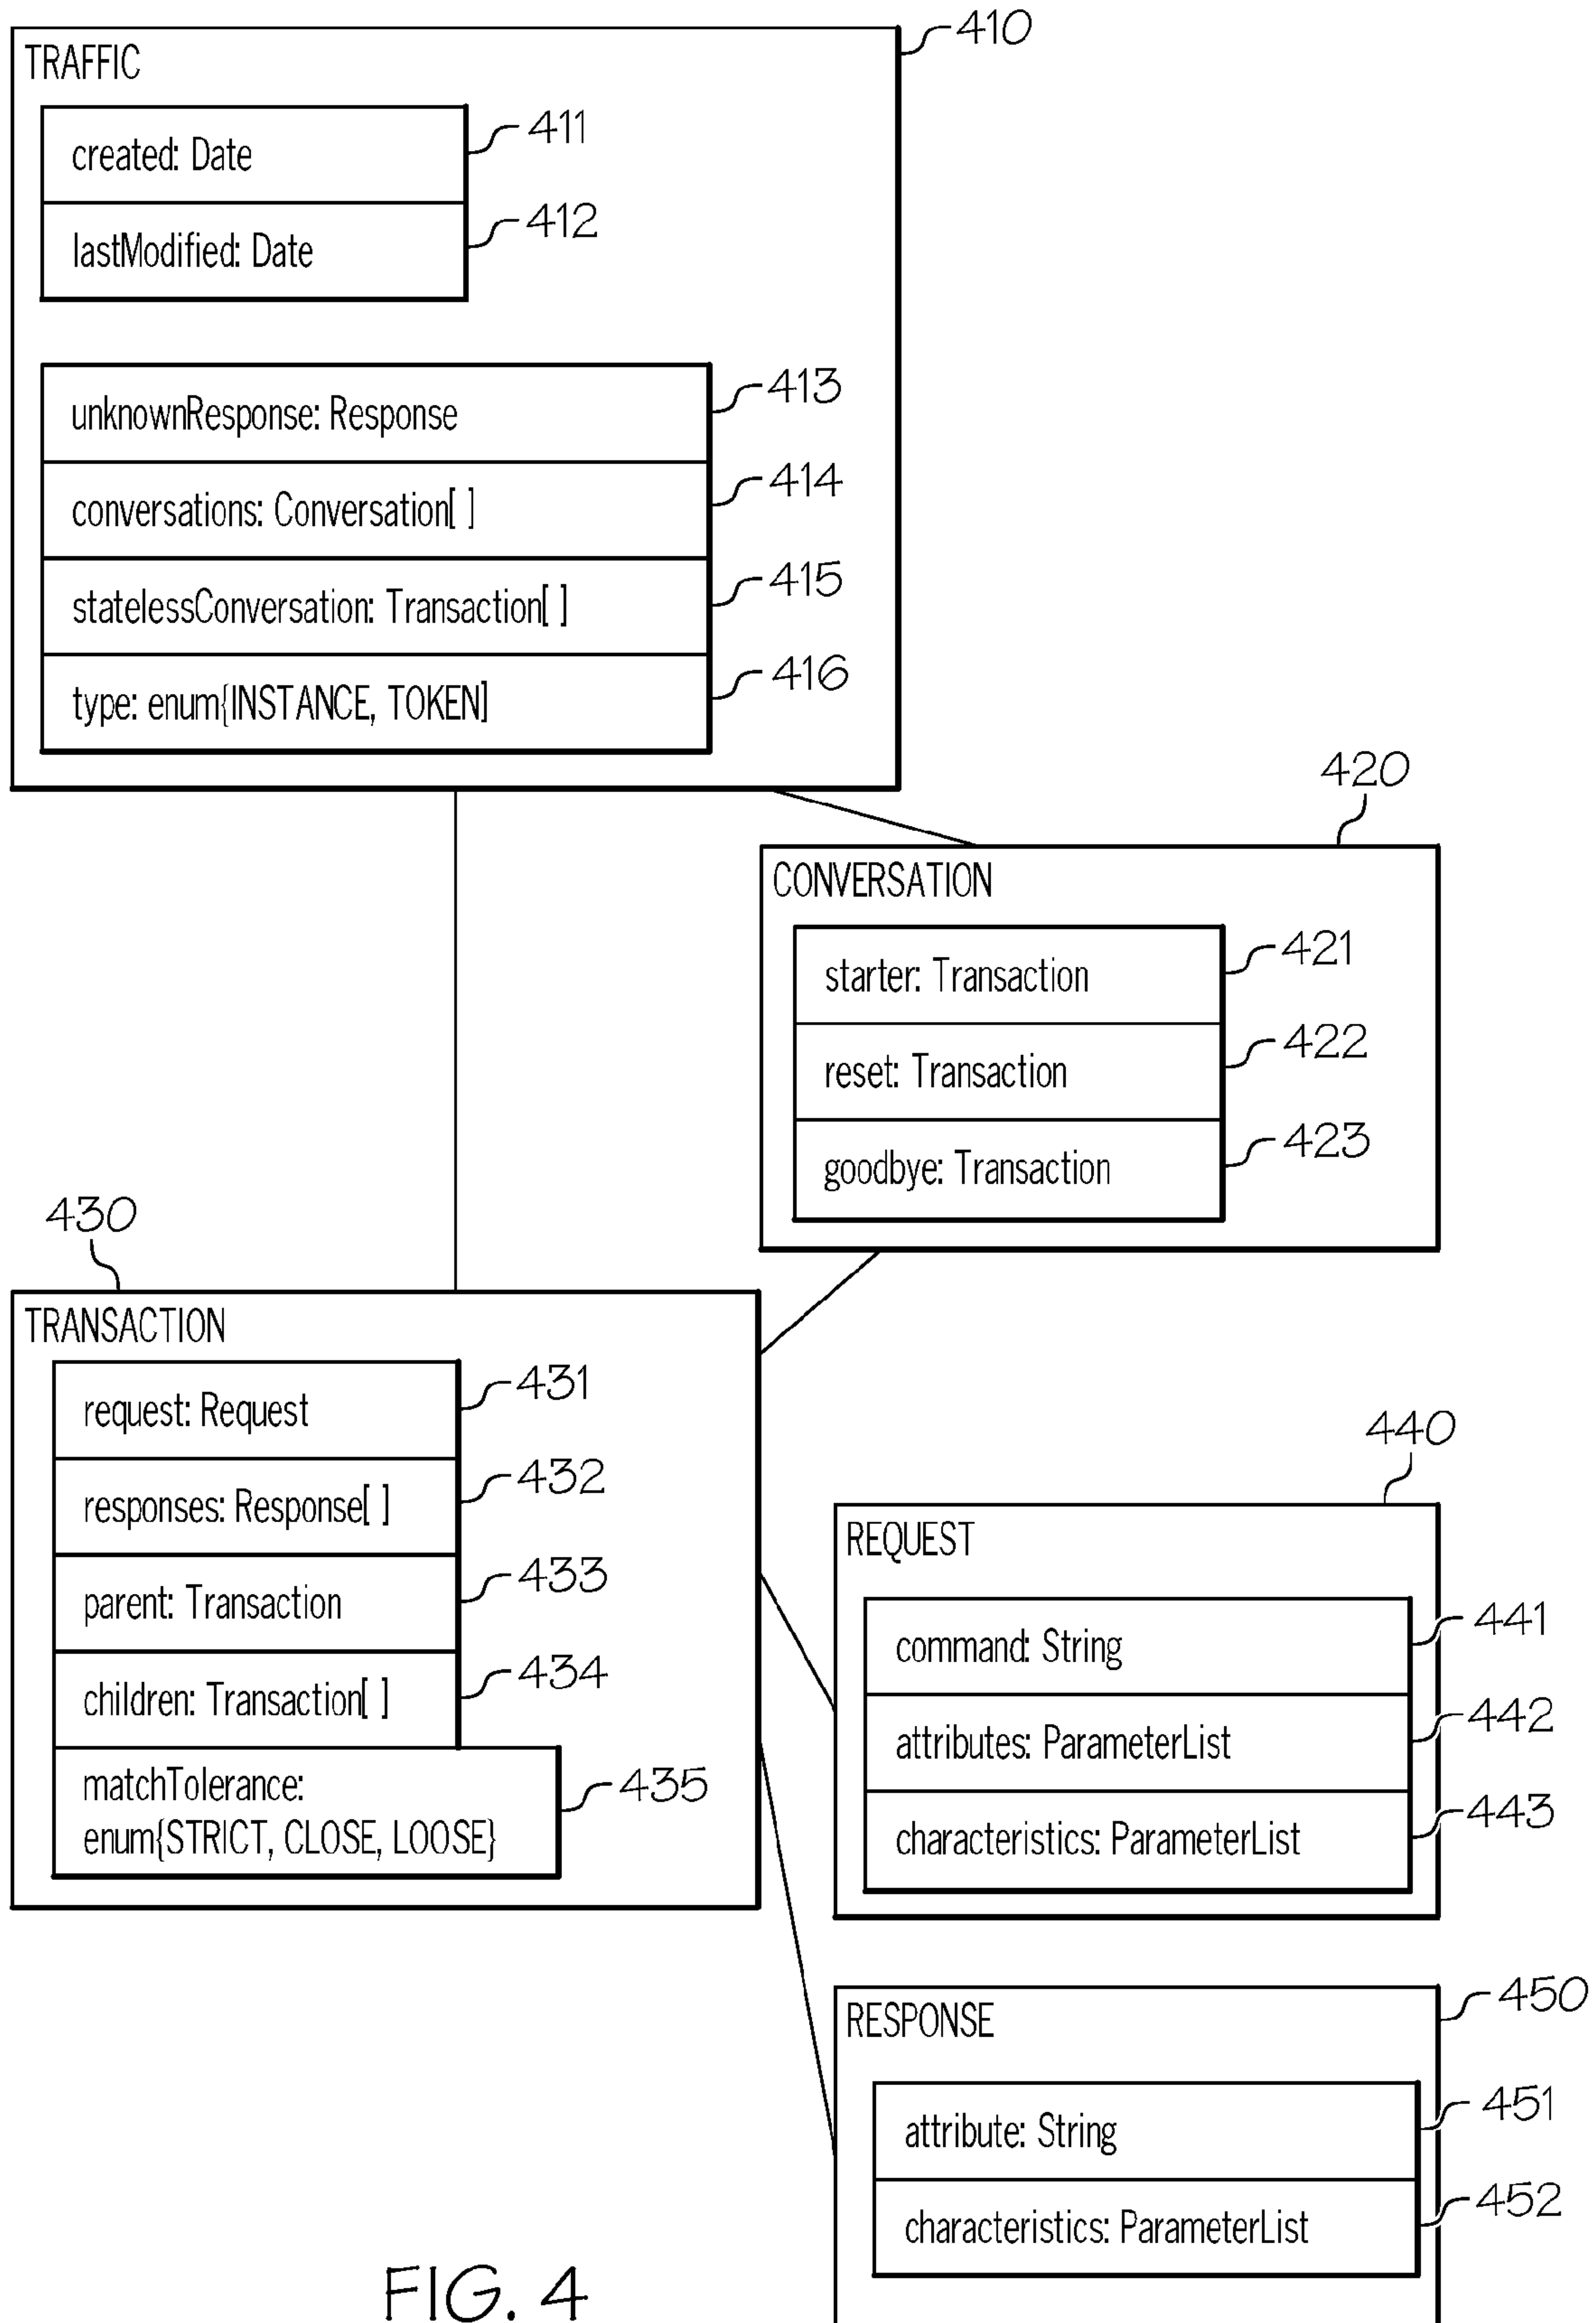 410
TRAFFIC
created: Date
411
lastModified: Date
412
unknownResponse: Response
413
conversations: Conversation[ ]
414
statelessConversation: Transaction[ ]
415
type: enum{INSTANCE, TOKEN]
416
420
CONVERSATION
starter: Transaction
421
reset: Transaction
422
goodbye: Transaction
423
430
TRANSACTION
request: Request
431
responses: Response[ ]
432
parent: Transaction
433
children: Transaction[ ]
434
matchTolerance:
enum{STRICT, CLOSE, LOOSE}
435
440
REQUEST
command: String
441
attributes: ParameterList
442
characteristics: ParameterList
443
450
RESPONSE
attribute: String
451
characteristics: ParameterList
452
FIG. 4